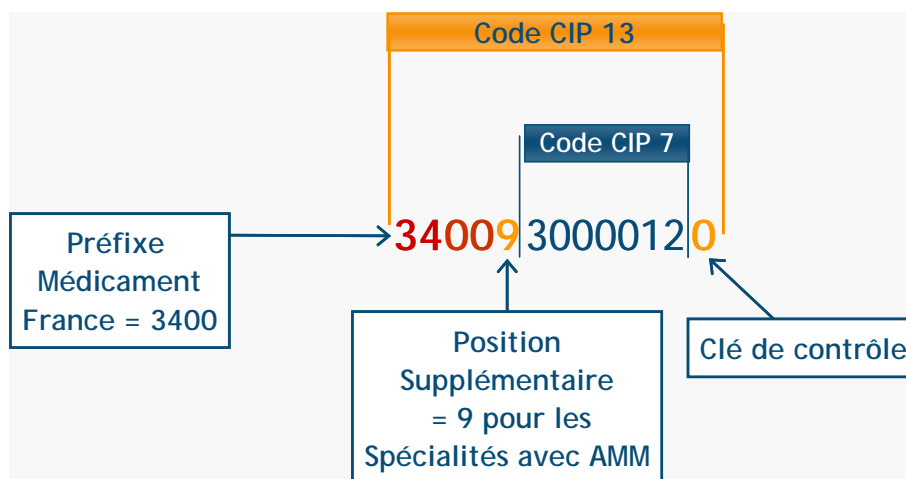 Code CIP 13
Code CIP 7
3400930000120
Préfixe
Médicament
France = 3400
Position
Supplémentaire
= 9 pour les
Spécialités avec AMM
Clé de contrôle